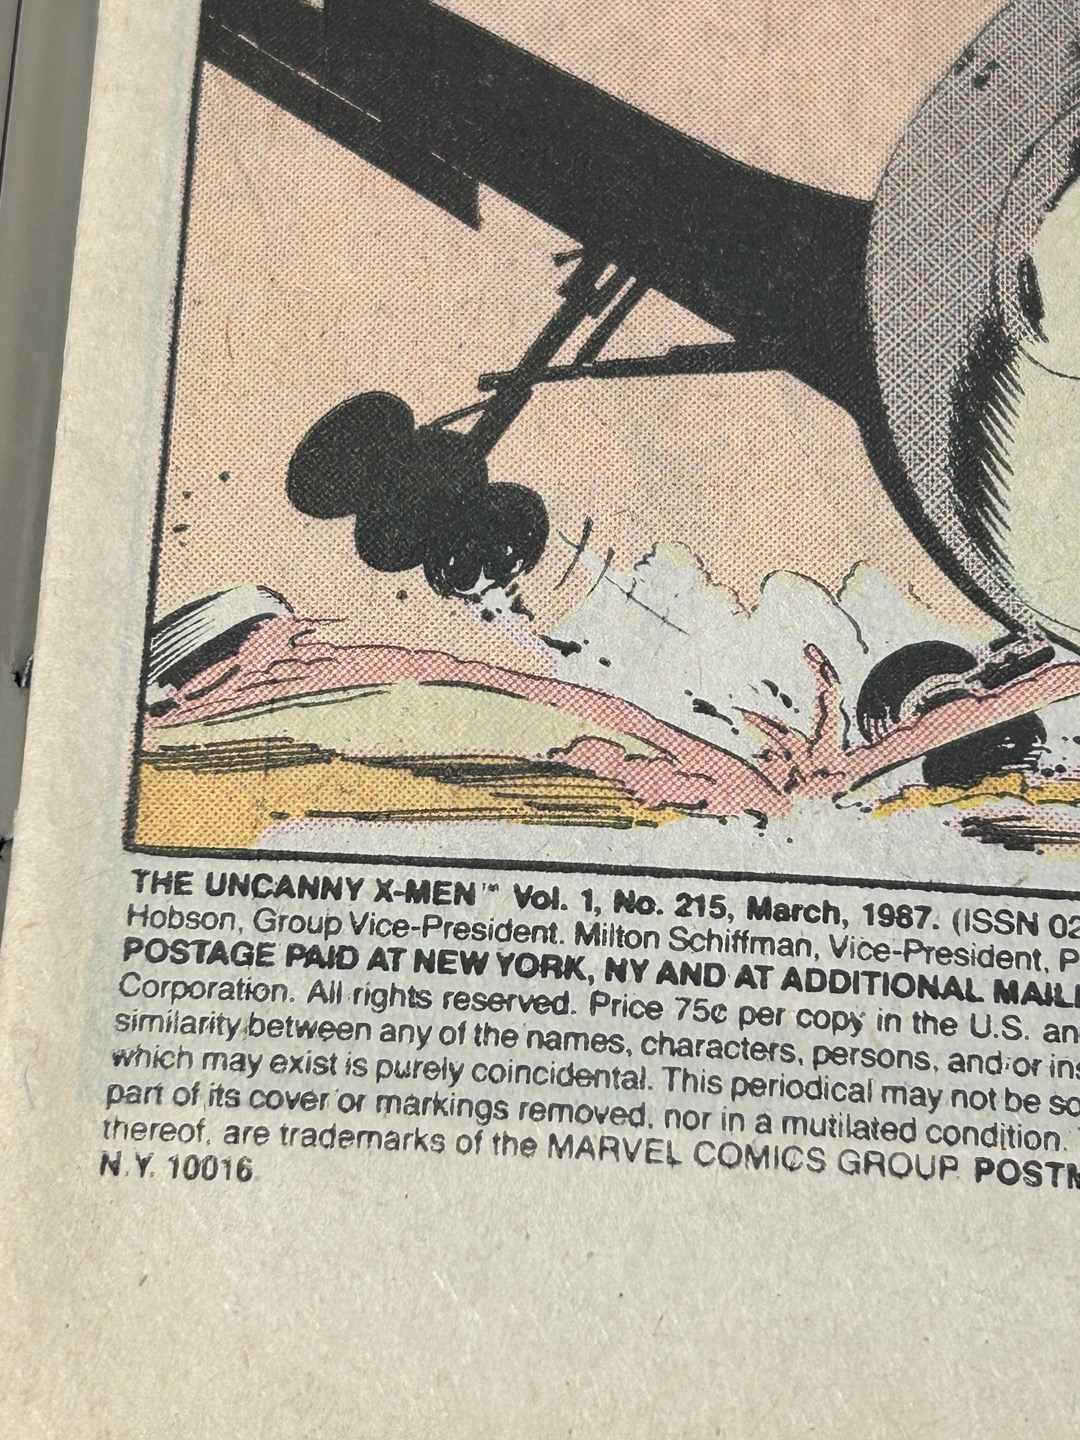 THE UNCANNY X-MEN™ Vol. 1, No. 215, March, 1987. (ISSN 02
Hobson, Group Vice-President. Milton Schiffman, Vice-President, P
POSTAGE PAID AT NEW YORK, NY AND AT ADDITIONAL MAILI
Corporation. All rights reserved. Price 75¢ per copy in the U.S. an
similarity between any of the names, characters, persons, and/or ins
which may exist is purely coincidental. This periodical may not be so
part of its cover or markings removed, nor in a mutilated condition.
thereof, are trademarks of the MARVEL COMICS GROUP. POSTM
N.Y. 10016